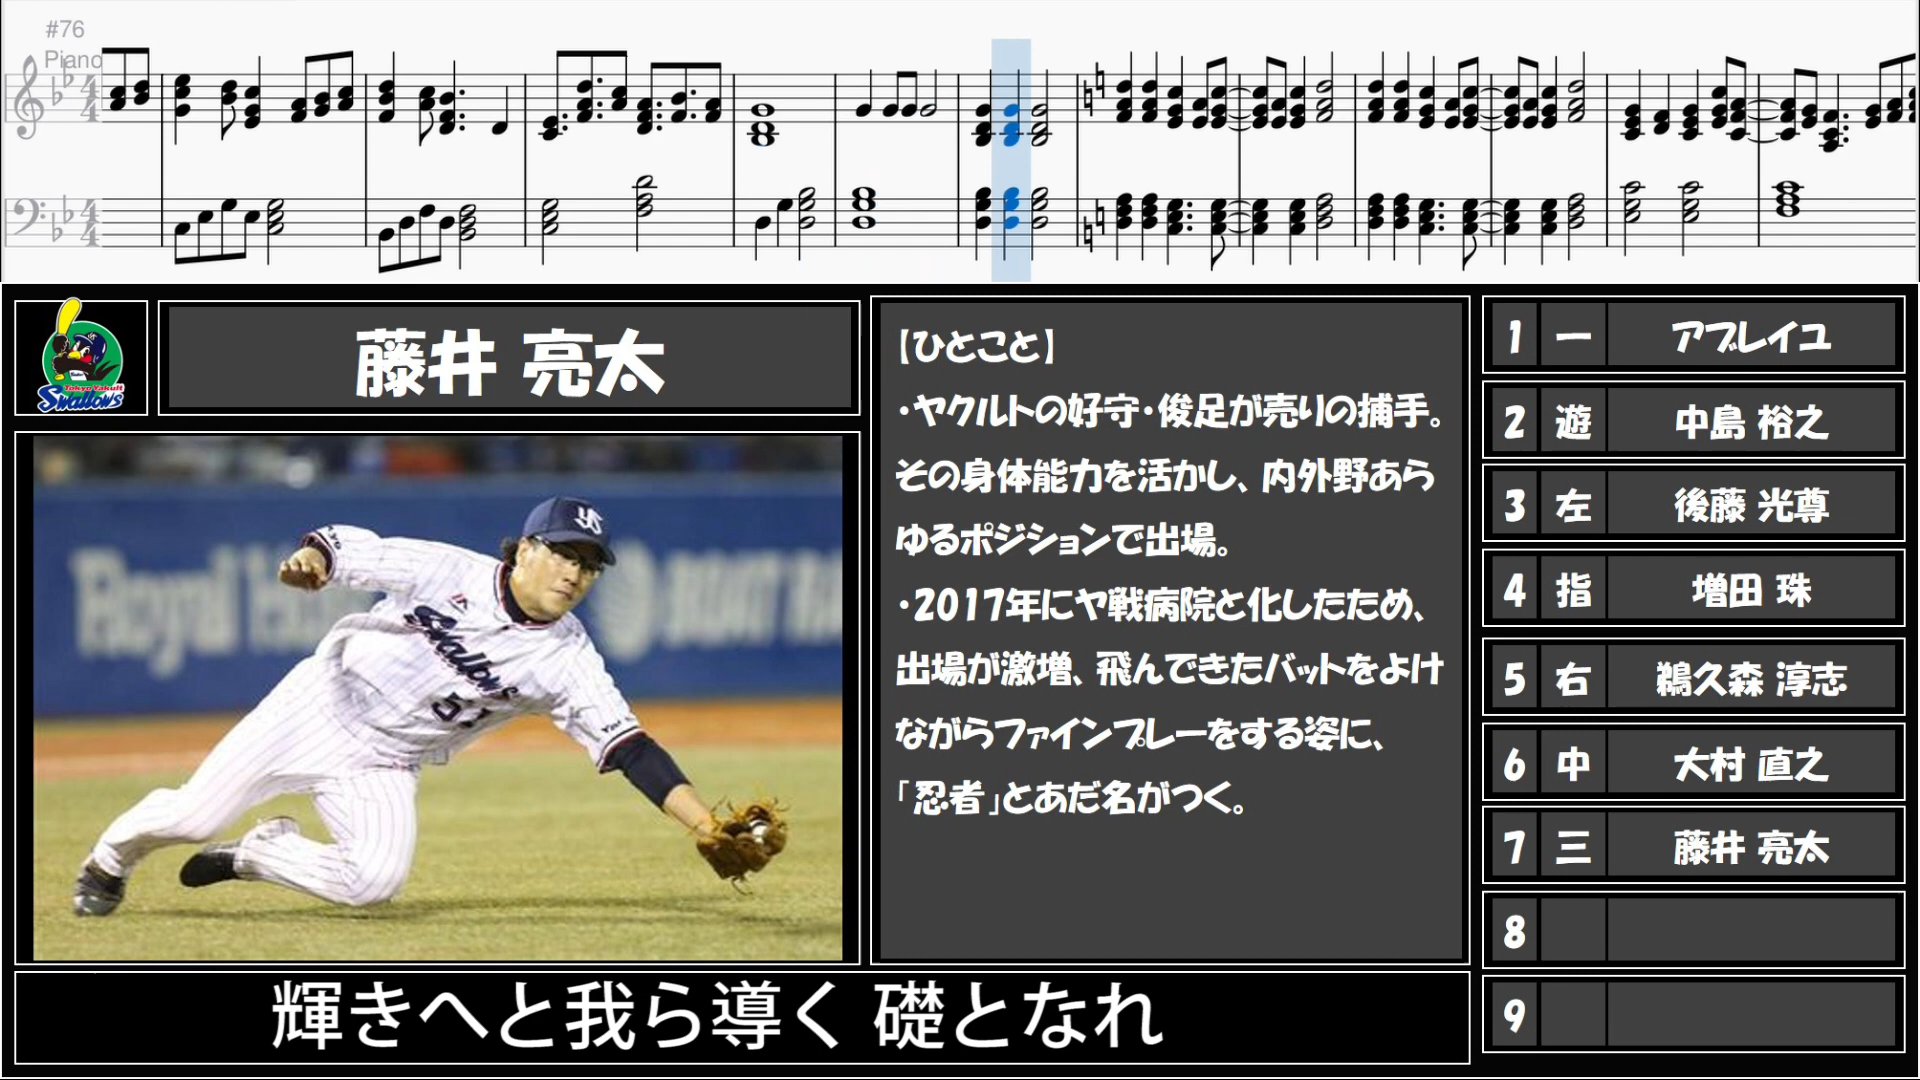 #76
Piano
Tokyo Yakult
Swallows
藤井 亮太
【ひとこと】
・ヤクルトの好守・俊足が売りの捕手。
その身体能力を活かし、内外野あら
ゆるポジションで出場。
・2017年にヤ戦病院と化したため、
出場が激増、飛んできたバットをよけ
ながらファインプレーをする姿に、
「忍者」とあだ名がつく。
YS
Swallows
輝きへと我ら導く 礎となれ
1 一 アブレイユ
2 遊 中島 裕之
3 左 後藤 光尊
4 指 増田 珠
5 右 鵜久森 淳志
6 中 大村 直之
7 三 藤井 亮太
8
9